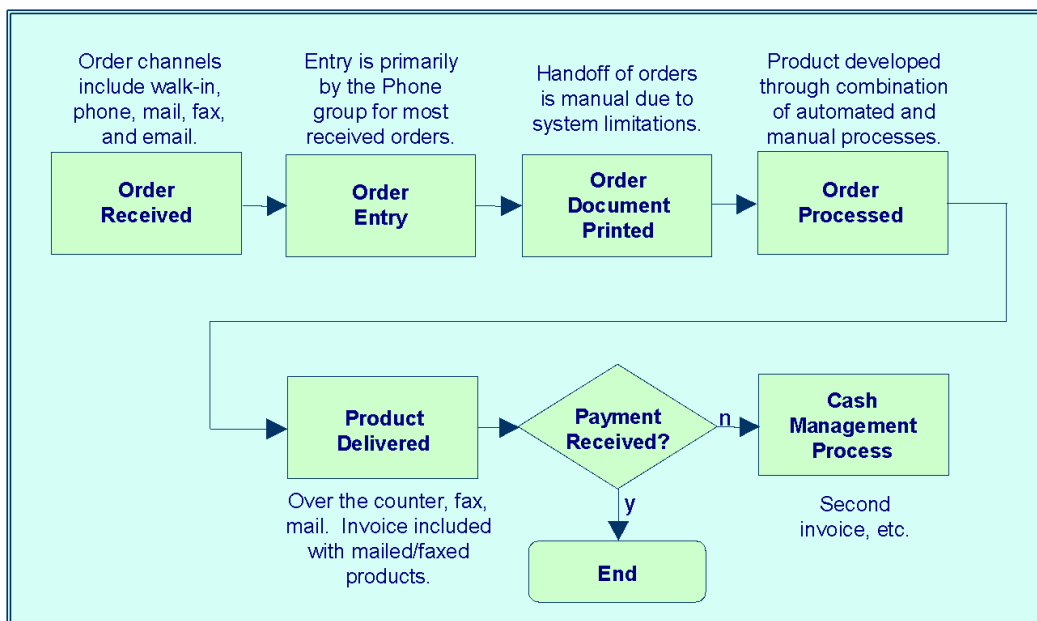 Order channels
include walk-in,
phone, mail, fax,
and email.
Order
Received
Entry is primarily
by the Phone
group for most
received orders.
Order
Entry
Handoff of orders
is manual due to
system limitations.
Order
Document
Printed
Product developed
through combination
of automated and
manual processes.
Order
Processed
Product
Delivered
Over the counter, fax,
mail.  Invoice included
with mailed/faxed
products.
Payment
Received?
n
y
Cash
Management
Process
Second
invoice, etc.
End